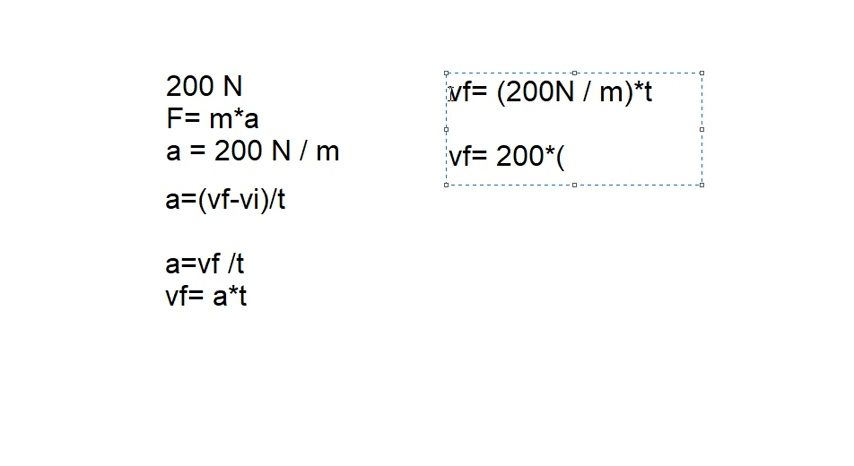 200 N
F= m*a
a = 200 N / m
a=(vf-vi)/t
a=vf /t
vf= a*t
vf= (200N / m)*t
vf= 200*(